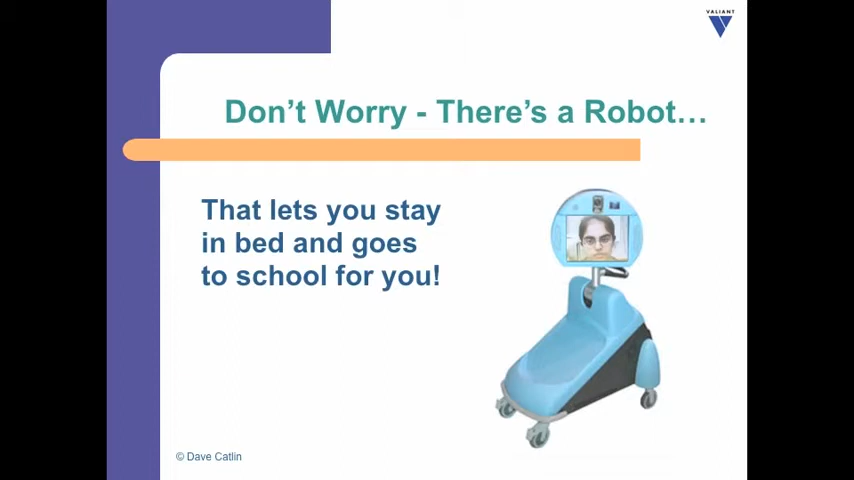 VALIANT
Don’t Worry - There’s a Robot…
That lets you stay
in bed and goes
to school for you!
© Dave Catlin